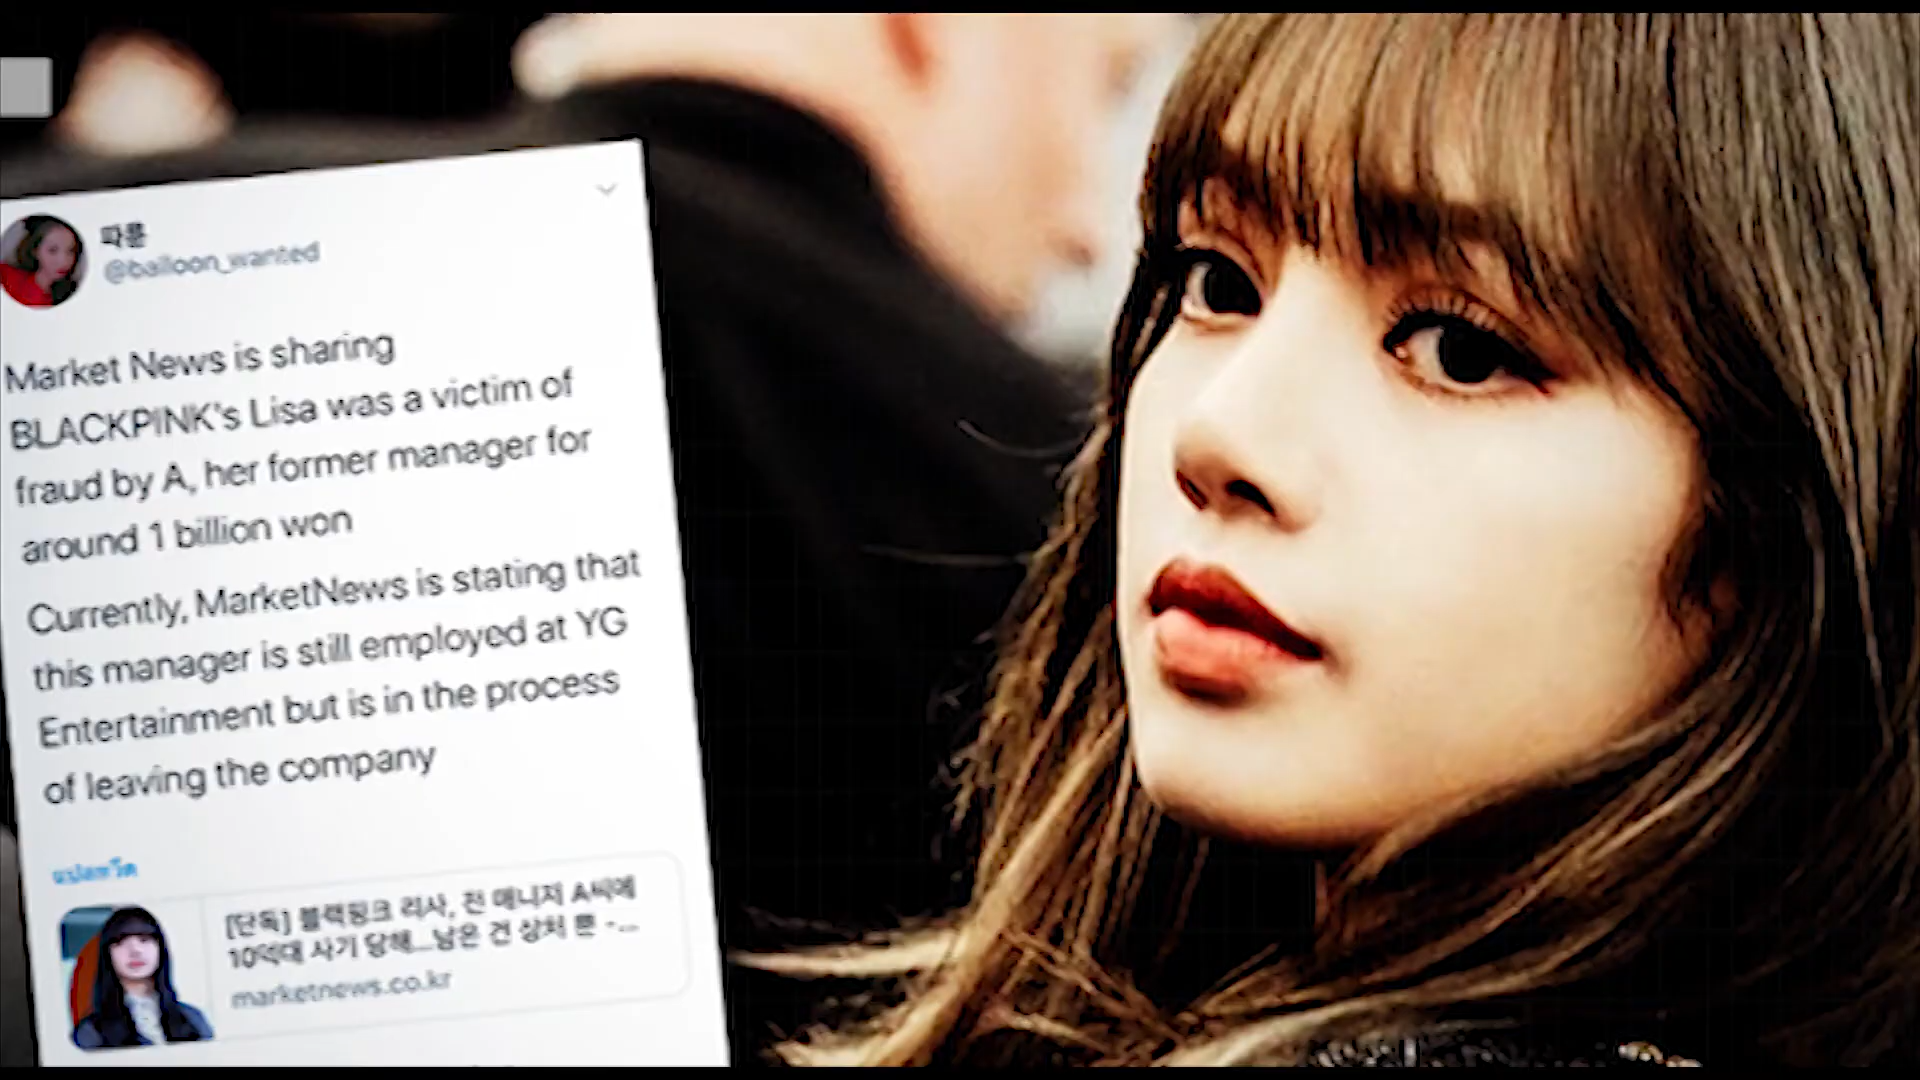 파룬
@balloon_wanted
Market News is sharing
BLACKPINK's Lisa was a victim of
fraud by A, her former manager for
around 1 billion won
Currently, MarketNews is stating that
this manager is still employed at YG
Entertainment but is in the process
of leaving the company
แปลทวีต
[단독] 블랙핑크 리사, 전 매니저 A씨에
10억대 사기 당해...남은 건 상처 뿐 -...
marketnews.co.kr